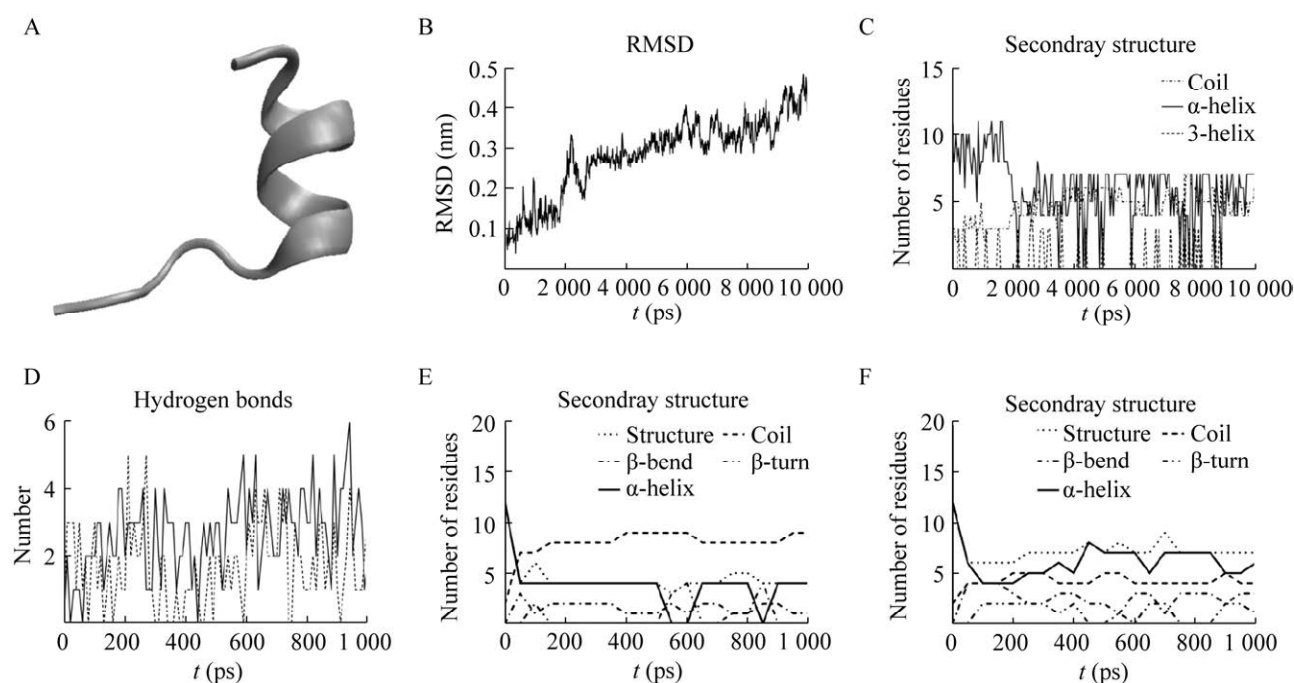 A
B
RMSD
0.5
0.4
0.3
0.2
0.1
RMSD (nm)
0 2 000 4 000 6 000 8 000 10 000
t (ps)
C
Secondray structure
15
10
5
Number of residues
Coil
α-helix
3-helix
0 2 000 4 000 6 000 8 000 10 000
t (ps)
D
Hydrogen bonds
6
4
2
Number
0 200 400 600 800 1 000
t (ps)
E
Secondray structure
20
15
10
5
Number of residues
Structure Coil
β-bend β-turn
α-helix
0 200 400 600 800 1 000
t (ps)
F
Secondray structure
20
15
10
5
Number of residues
Structure Coil
β-bend β-turn
α-helix
0 200 400 600 800 1 000
t (ps)